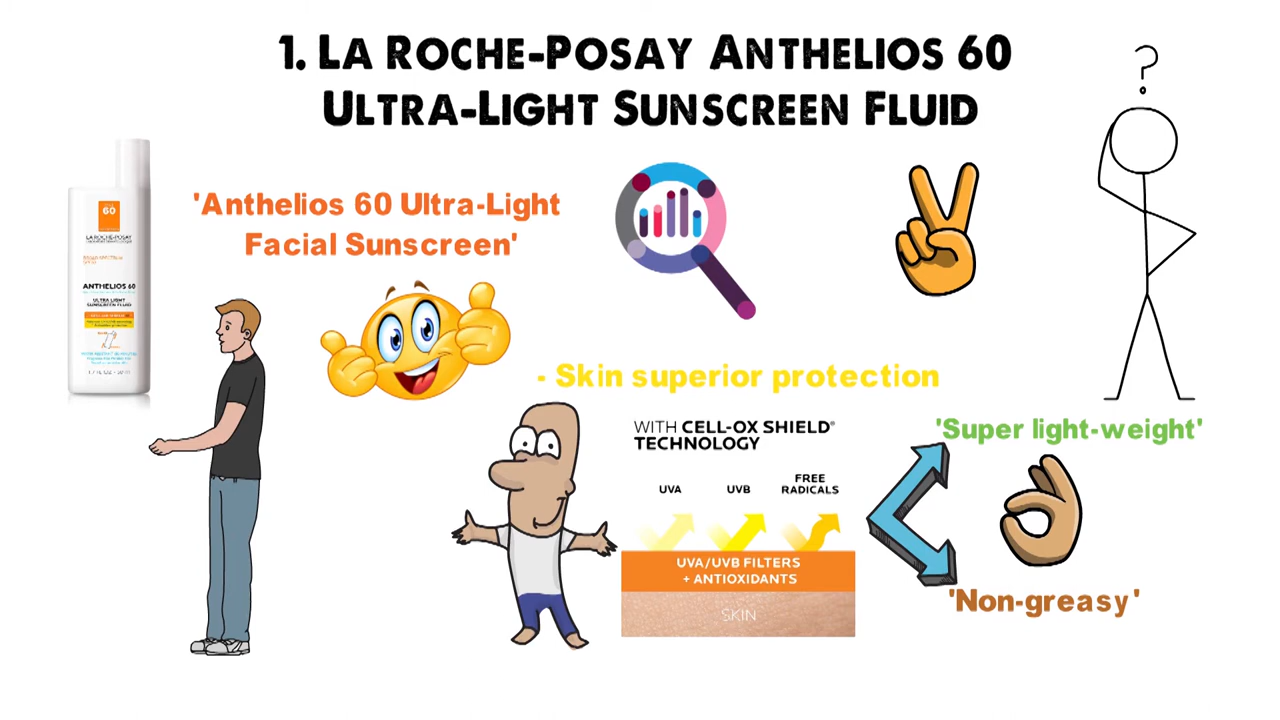 1. LA ROCHE-POSAY ANTHELIOS 60
ULTRA-LIGHT SUNSCREEN FLUID
?
60
LA ROCHE-POSAY
ANTHELIOS 60
ULTRA LIGHT
SUNSCREEN FLUID
'Anthelios 60 Ultra-Light
Facial Sunscreen'
- Skin superior protection
WITH CELL-OX SHIELD®
TECHNOLOGY
UVA
UVB
FREE
RADICALS
UVA/UVB FILTERS
+ ANTIOXIDANTS
SKIN
'Super light-weight'
'Non-greasy'